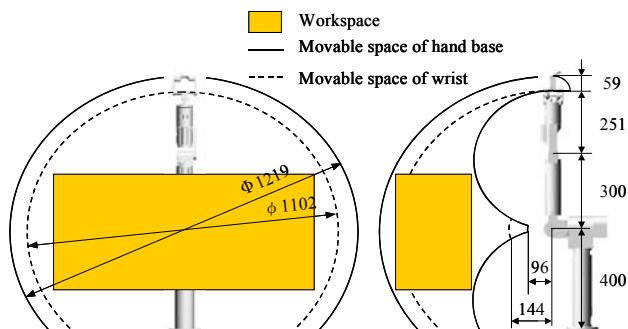 Workspace
Movable space of hand base
Movable space of wrist
59
251
Φ 1219
300
ϕ 1102
96
400
144